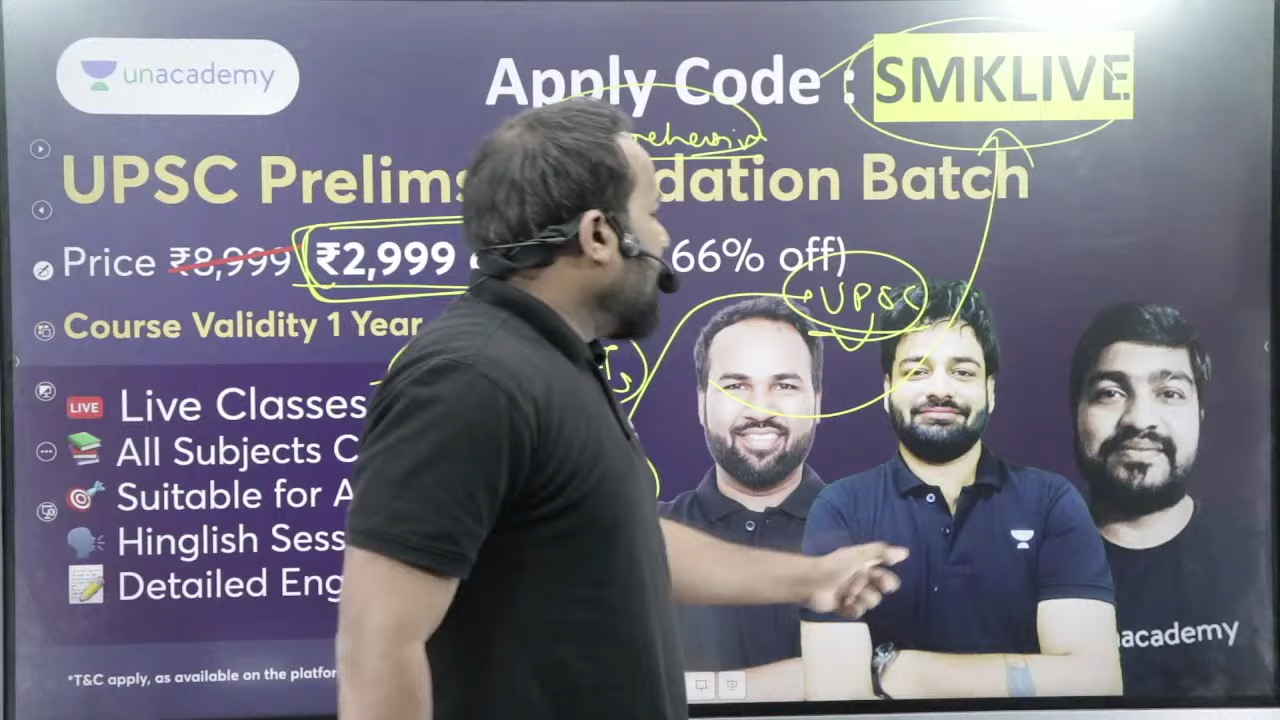 unacademy
Apply Code : SMKLIVE
UPSC Prelims dation Batch
Price ₹8,999 ₹2,999 66% off)
UPSC
Course Validity 1 Year
LIVE Live Classes
All Subjects C
Suitable for A
Hinglish Sess
Detailed Eng
academy
*T&C apply, as available on the platfor